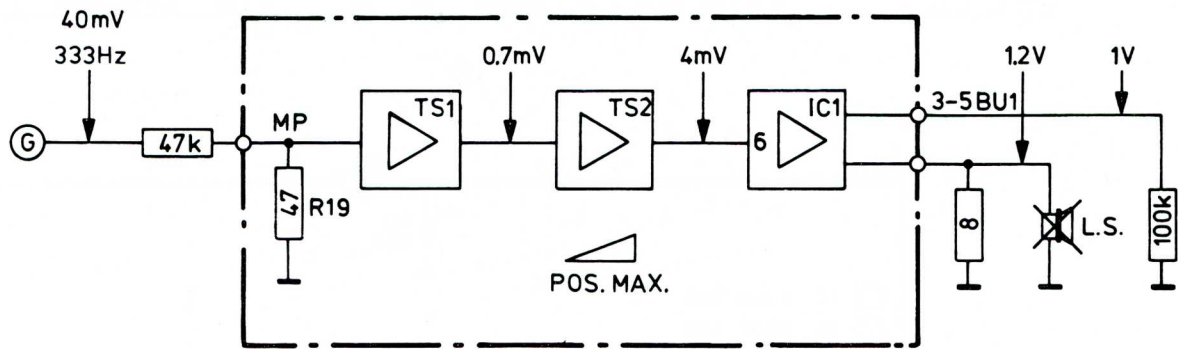 40mV
333Hz
0.7mV
4mV
1.2V
1V
TS1
TS2
IC1
3-5BU1
G
47k
MP
6
47
R19
8
L.S.
100k
POS. MAX.